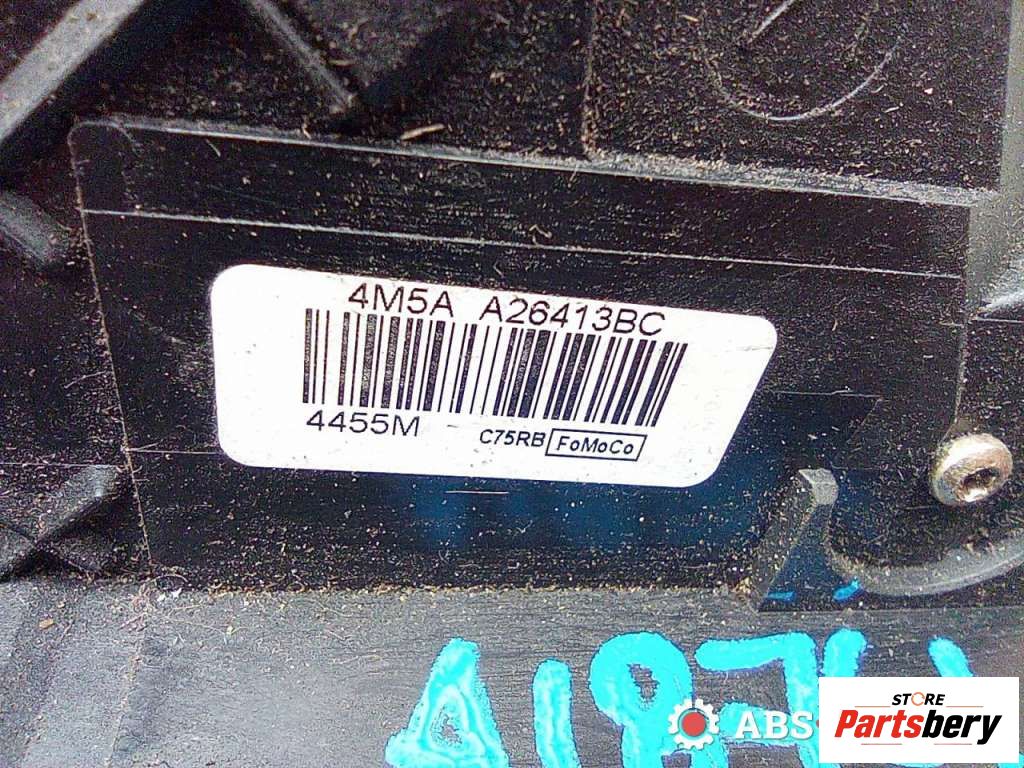 4M5A A26413BC
4455M C75RB FoMoCo
ABS
STORE
Partsbery